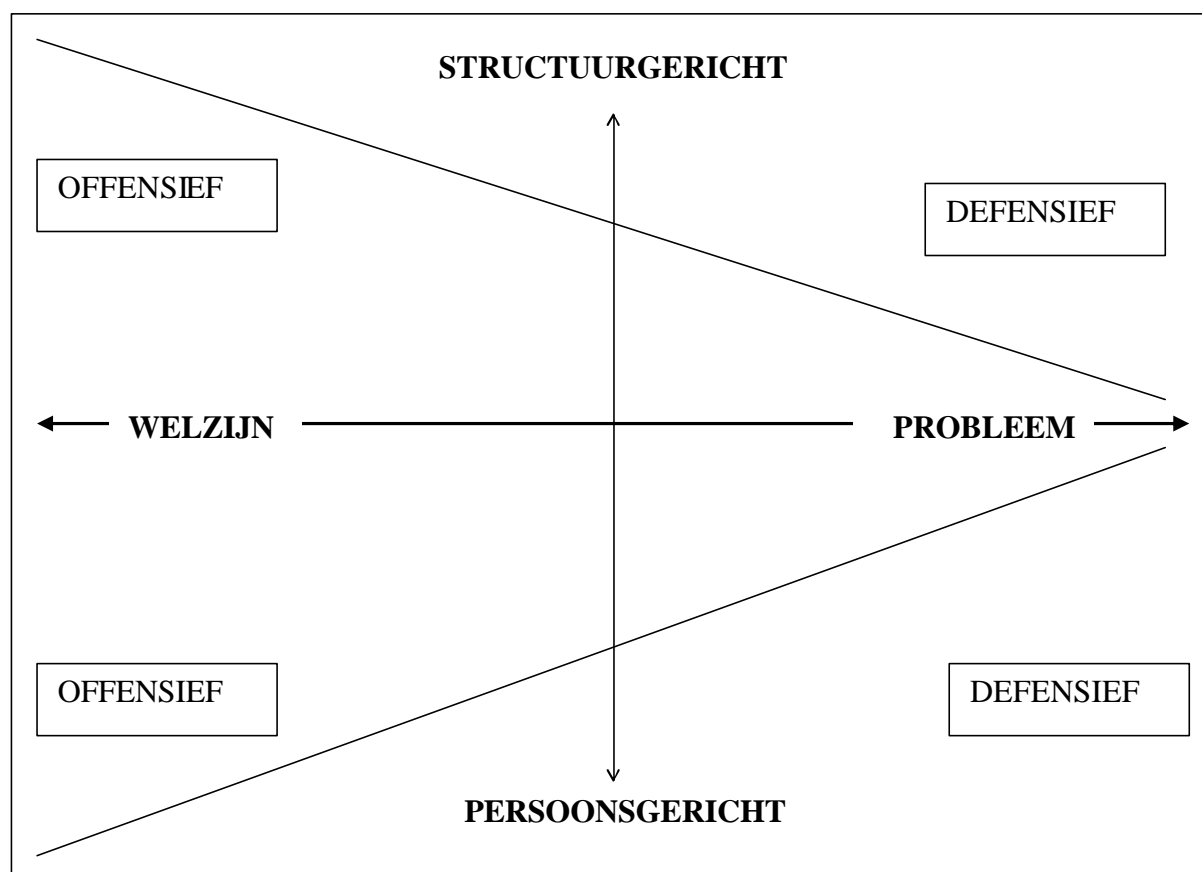 STRUCTUURGERICHT
OFFENSIEF
DEFENSIEF
WELZIJN
PROBLEEM
OFFENSIEF
DEFENSIEF
PERSOONSGERICHT